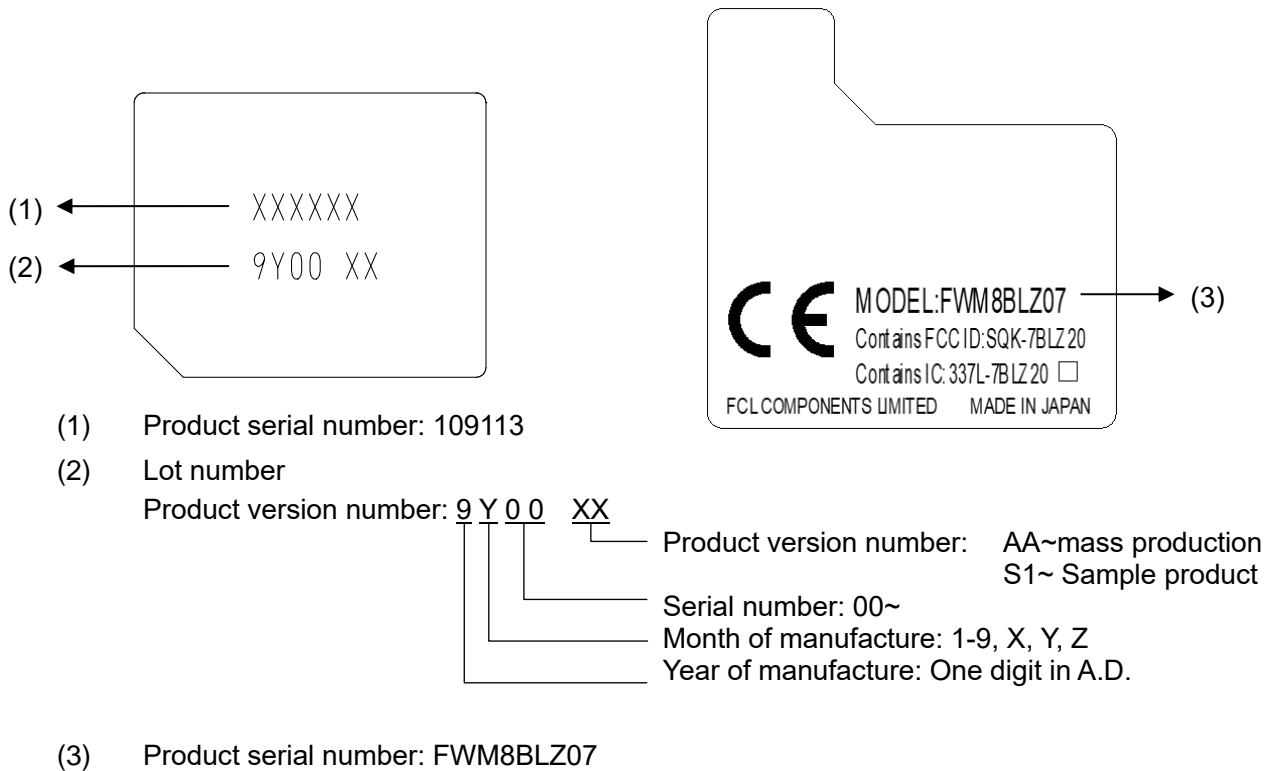 (1)
XXXXXX
(2)
9Y00 XX
CE
MODEL:FWM8BLZ07
(3)
Contains FCC ID:SQK-7BLZ20
Contains IC:337L-7BLZ20 □
FCL COMPONENTS LIMITED MADE IN JAPAN
(1) Product serial number: 109113
(2) Lot number
Product version number: 9 Y 0 0 XX
Product version number: AA~mass production
S1~ Sample product
Serial number: 00~
Month of manufacture: 1-9, X, Y, Z
Year of manufacture: One digit in A.D.
(3) Product serial number: FWM8BLZ07